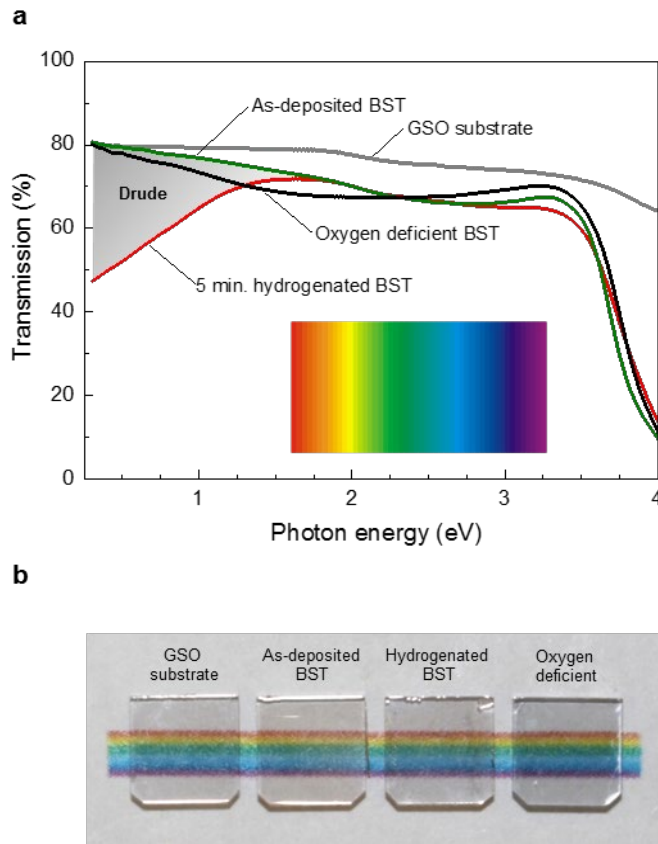 a
100
80
60
40
20
0
Transmission (%)
As-deposited BST
GSO substrate
Drude
Oxygen deficient BST
5 min. hydrogenated BST
1
2
3
4
Photon energy (eV)
b
GSO
substrate
As-deposited
BST
Hydrogenated
BST
Oxygen
deficient